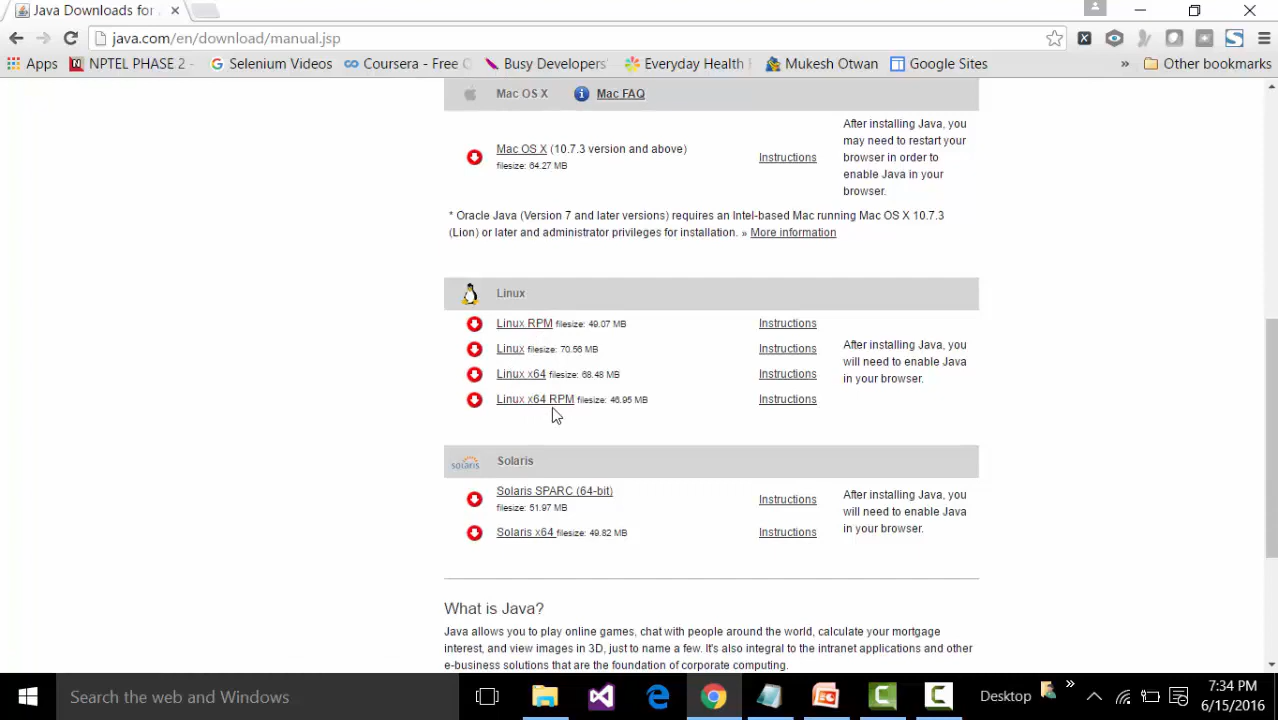 Java Downloads for
java.com/en/download/manual.jsp
Apps NPTEL PHASE 2 - Selenium Videos Coursera - Free C Busy Developers' Everyday Health Mukesh Otwan Google Sites » Other bookmarks
Mac OS X Mac FAQ
Mac OS X (10.7.3 version and above)
filesize: 64.27 MB
Instructions
After installing Java, you
may need to restart your
browser in order to
enable Java in your
browser.
* Oracle Java (Version 7 and later versions) requires an Intel-based Mac running Mac OS X 10.7.3
(Lion) or later and administrator privileges for installation. » More information
Linux
Linux RPM filesize: 49.07 MB Instructions
Linux filesize: 70.56 MB Instructions
Linux x64 filesize: 68.48 MB Instructions
Linux x64 RPM filesize: 46.95 MB Instructions
After installing Java, you
will need to enable Java
in your browser.
solaris Solaris
Solaris SPARC (64-bit)
filesize: 51.97 MB
Instructions
Solaris x64 filesize: 49.82 MB Instructions
After installing Java, you
will need to enable Java
in your browser.
What is Java?
Java allows you to play online games, chat with people around the world, calculate your mortgage
interest, and view images in 3D, just to name a few. It's also integral to the intranet applications and other
e-business solutions that are the foundation of corporate computing.
Search the web and Windows
Desktop »
7:34 PM
6/15/2016